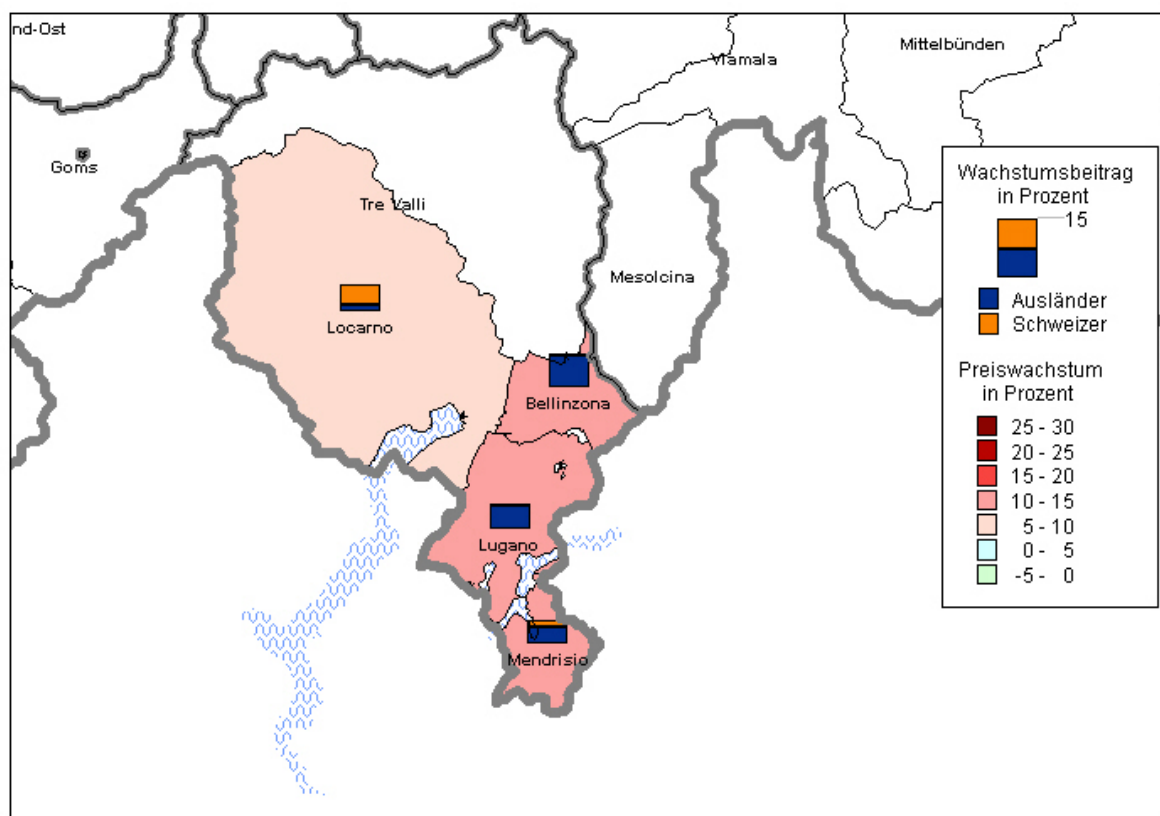 nd-Ost
Viamala
Mittelbünden
Goms
Tre Valli
Mesolcina
Locarno
Bellinzona
Lugano
Mendrisio
Wachstumsbeitrag
in Prozent
15
Ausländer
Schweizer
Preiswachstum
in Prozent
25 - 30
20 - 25
15 - 20
10 - 15
5 - 10
0 - 5
-5 - 0